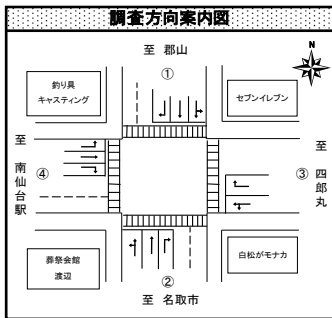 調査方向案内図
至 郡山
N
①
釣り具
キャスティング
セブンイレブン
至 南仙台駅
④
③
至 四郎丸
葬祭会館
渡辺
白松がモナカ
②
至 名取市